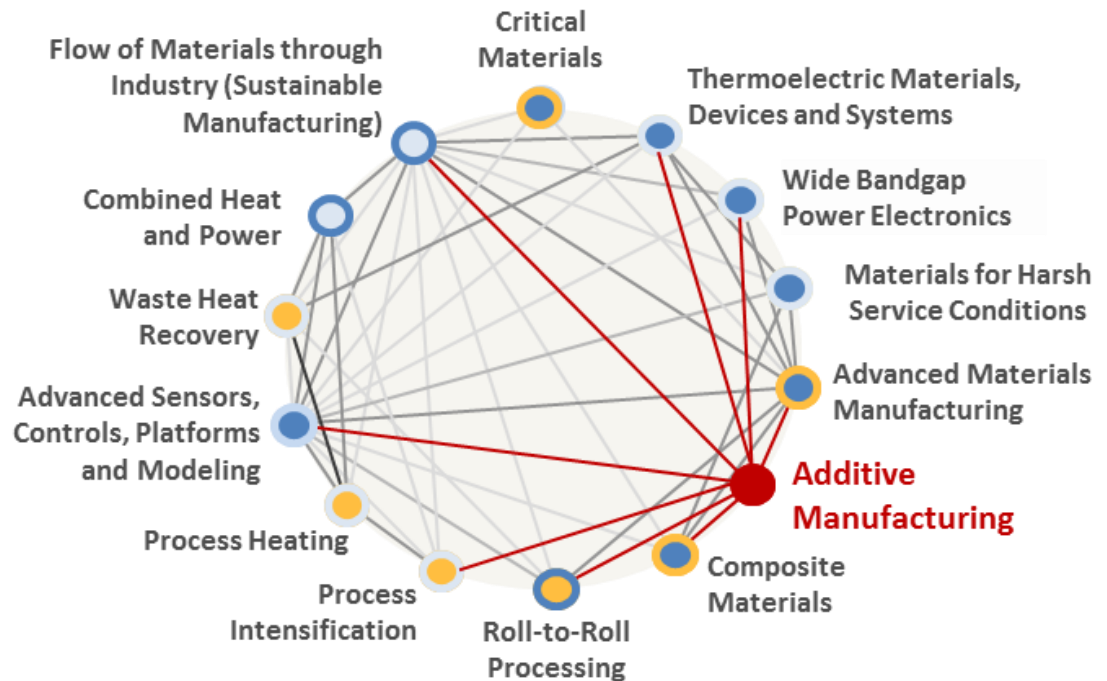 Critical
Materials
Flow of Materials through
Industry (Sustainable
Manufacturing)
Thermoelectric Materials,
Devices and Systems
Combined Heat
and Power
Wide Bandgap
Power Electronics
Waste Heat
Recovery
Materials for Harsh
Service Conditions
Advanced Sensors,
Controls, Platforms
and Modeling
Advanced Materials
Manufacturing
Additive
Manufacturing
Process Heating
Process
Intensification
Roll-to-Roll
Processing
Composite
Materials